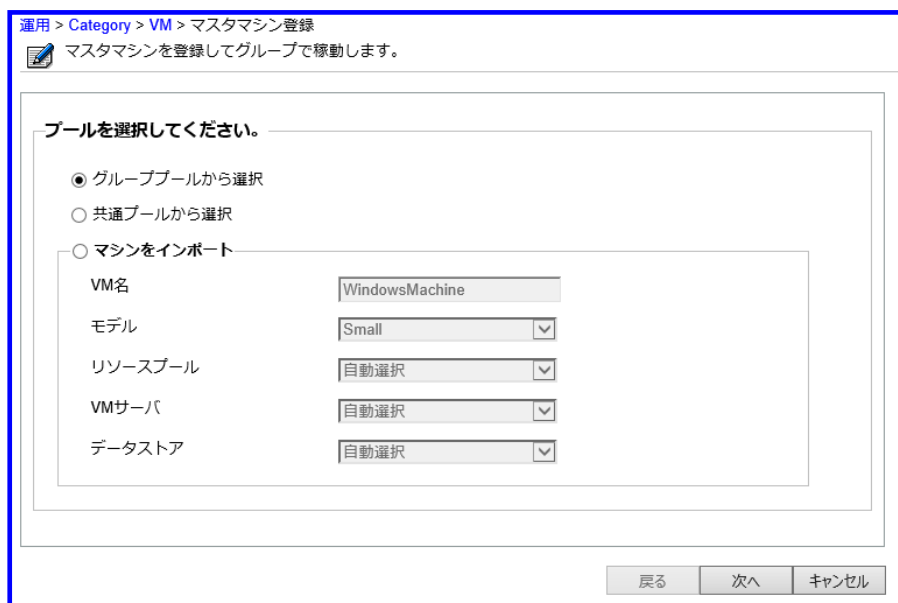 運用 > Category > VM > マスタマシン登録
マスタマシンを登録してグループで稼動します。
プールを選択してください。
グループプールから選択
共通プールから選択
マシンをインポート
VM名 WindowsMachine
モデル Small
リソースプール 自動選択
VMサーバ 自動選択
データストア 自動選択
戻る 次へ キャンセル